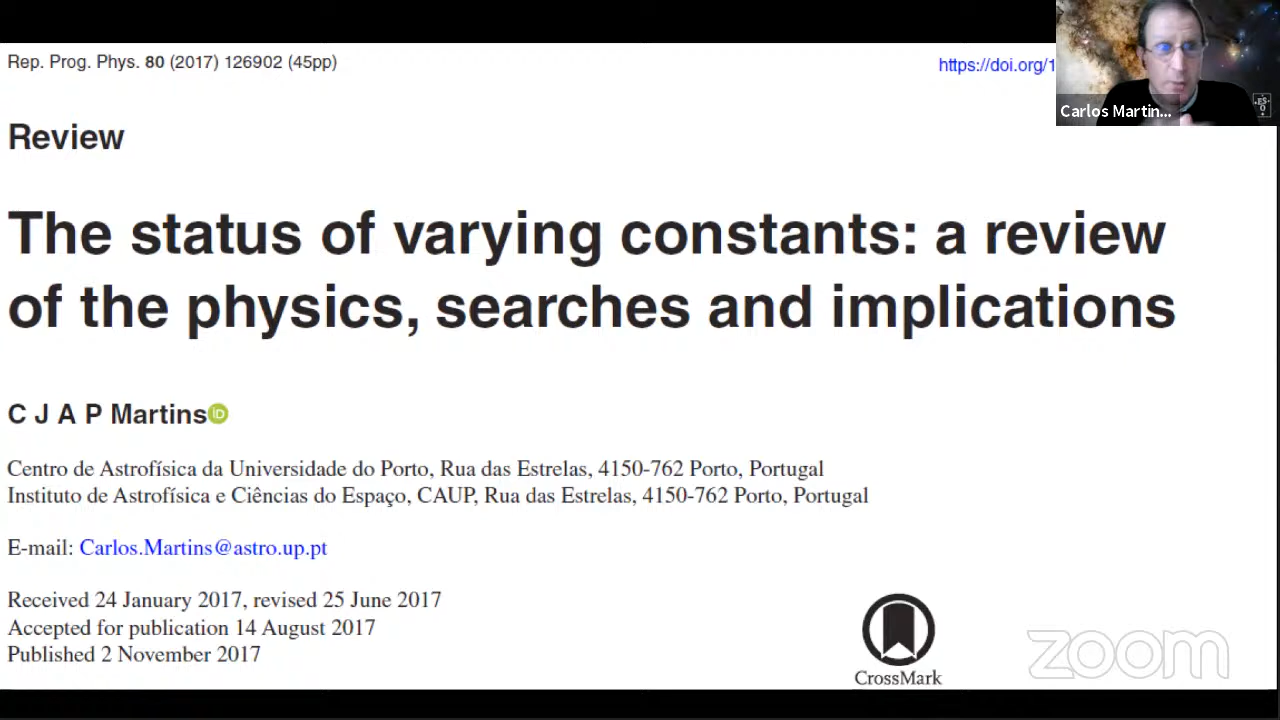 Rep. Prog. Phys. 80 (2017) 126902 (45pp)
https://doi.org/1
Carlos Martin...
Review
The status of varying constants: a review
of the physics, searches and implications
C J A P Martins
iD
Centro de Astrofísica da Universidade do Porto, Rua das Estrelas, 4150-762 Porto, Portugal
Instituto de Astrofísica e Ciências do Espaço, CAUP, Rua das Estrelas, 4150-762 Porto, Portugal
E-mail: Carlos.Martins@astro.up.pt
Received 24 January 2017, revised 25 June 2017
Accepted for publication 14 August 2017
Published 2 November 2017
CrossMark
zoom